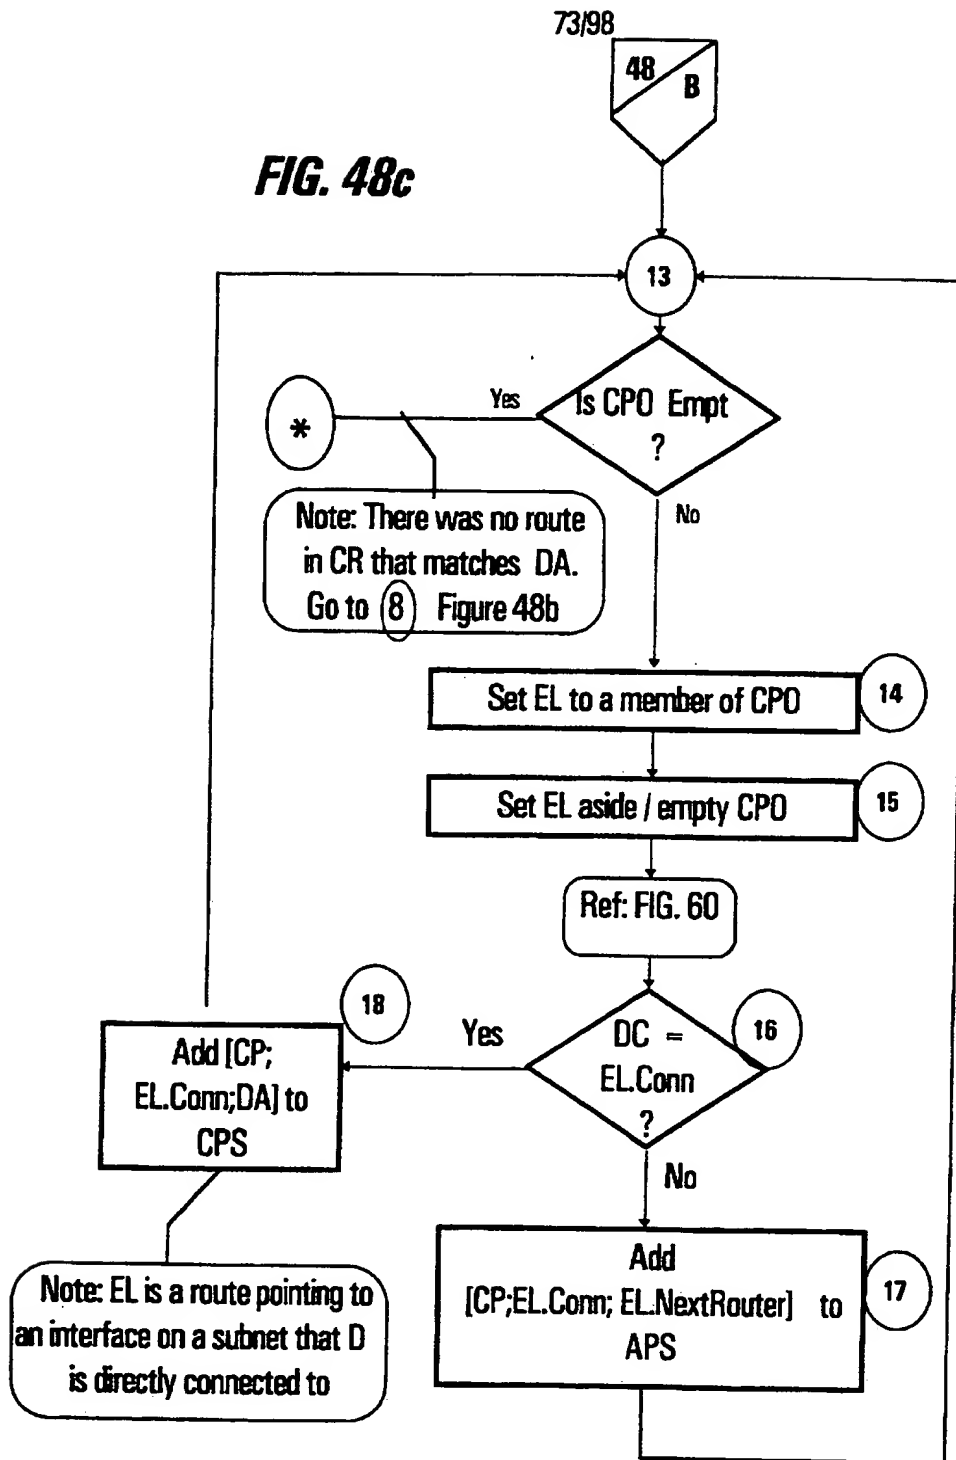 73/98
48
B
FIG. 48c
13
Is CPO Empt
?
Yes
*
No
Note: There was no route
in CR that matches DA.
Go to 8 Figure 48b
Set EL to a member of CPO
14
Set EL aside / empty CPO
15
Ref: FIG. 60
DC =
EL.Conn
?
16
Yes
18
Add [CP;
EL.Conn;DA] to
CPS
No
Add
[CP;EL.Conn; EL.NextRouter] to
APS
17
Note: EL is a route pointing to
an interface on a subnet that D
is directly connected to